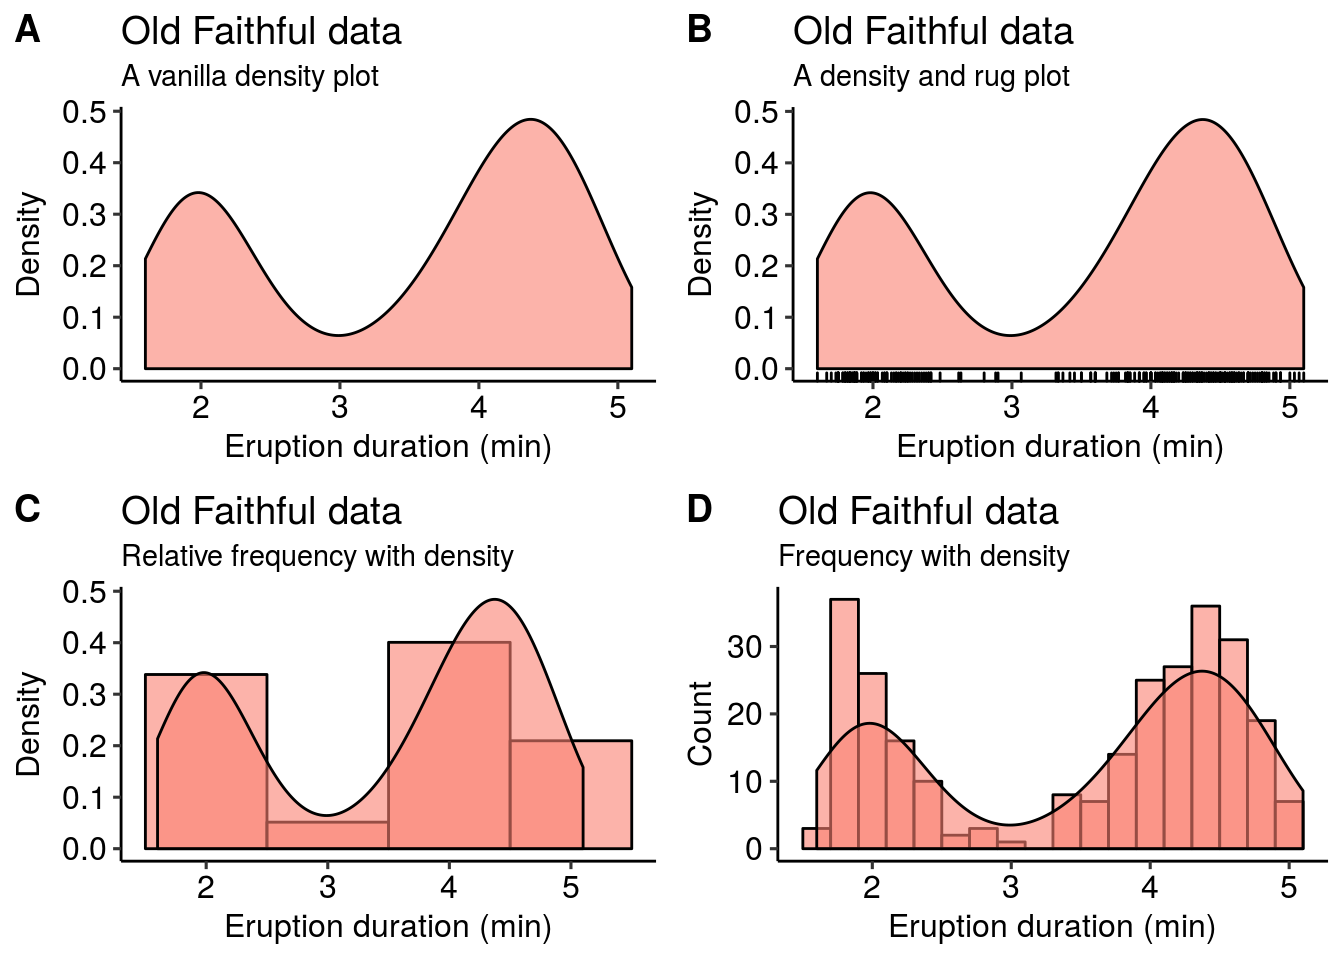 A
Old Faithful data
A vanilla density plot
Density
0.5
0.4
0.3
0.2
0.1
0.0
2 3 4 5
Eruption duration (min)
B
Old Faithful data
A density and rug plot
Density
0.5
0.4
0.3
0.2
0.1
0.0
2 3 4 5
Eruption duration (min)
C
Old Faithful data
Relative frequency with density
Density
0.5
0.4
0.3
0.2
0.1
0.0
2 3 4 5
Eruption duration (min)
D
Old Faithful data
Frequency with density
Count
30
20
10
0
2 3 4 5
Eruption duration (min)